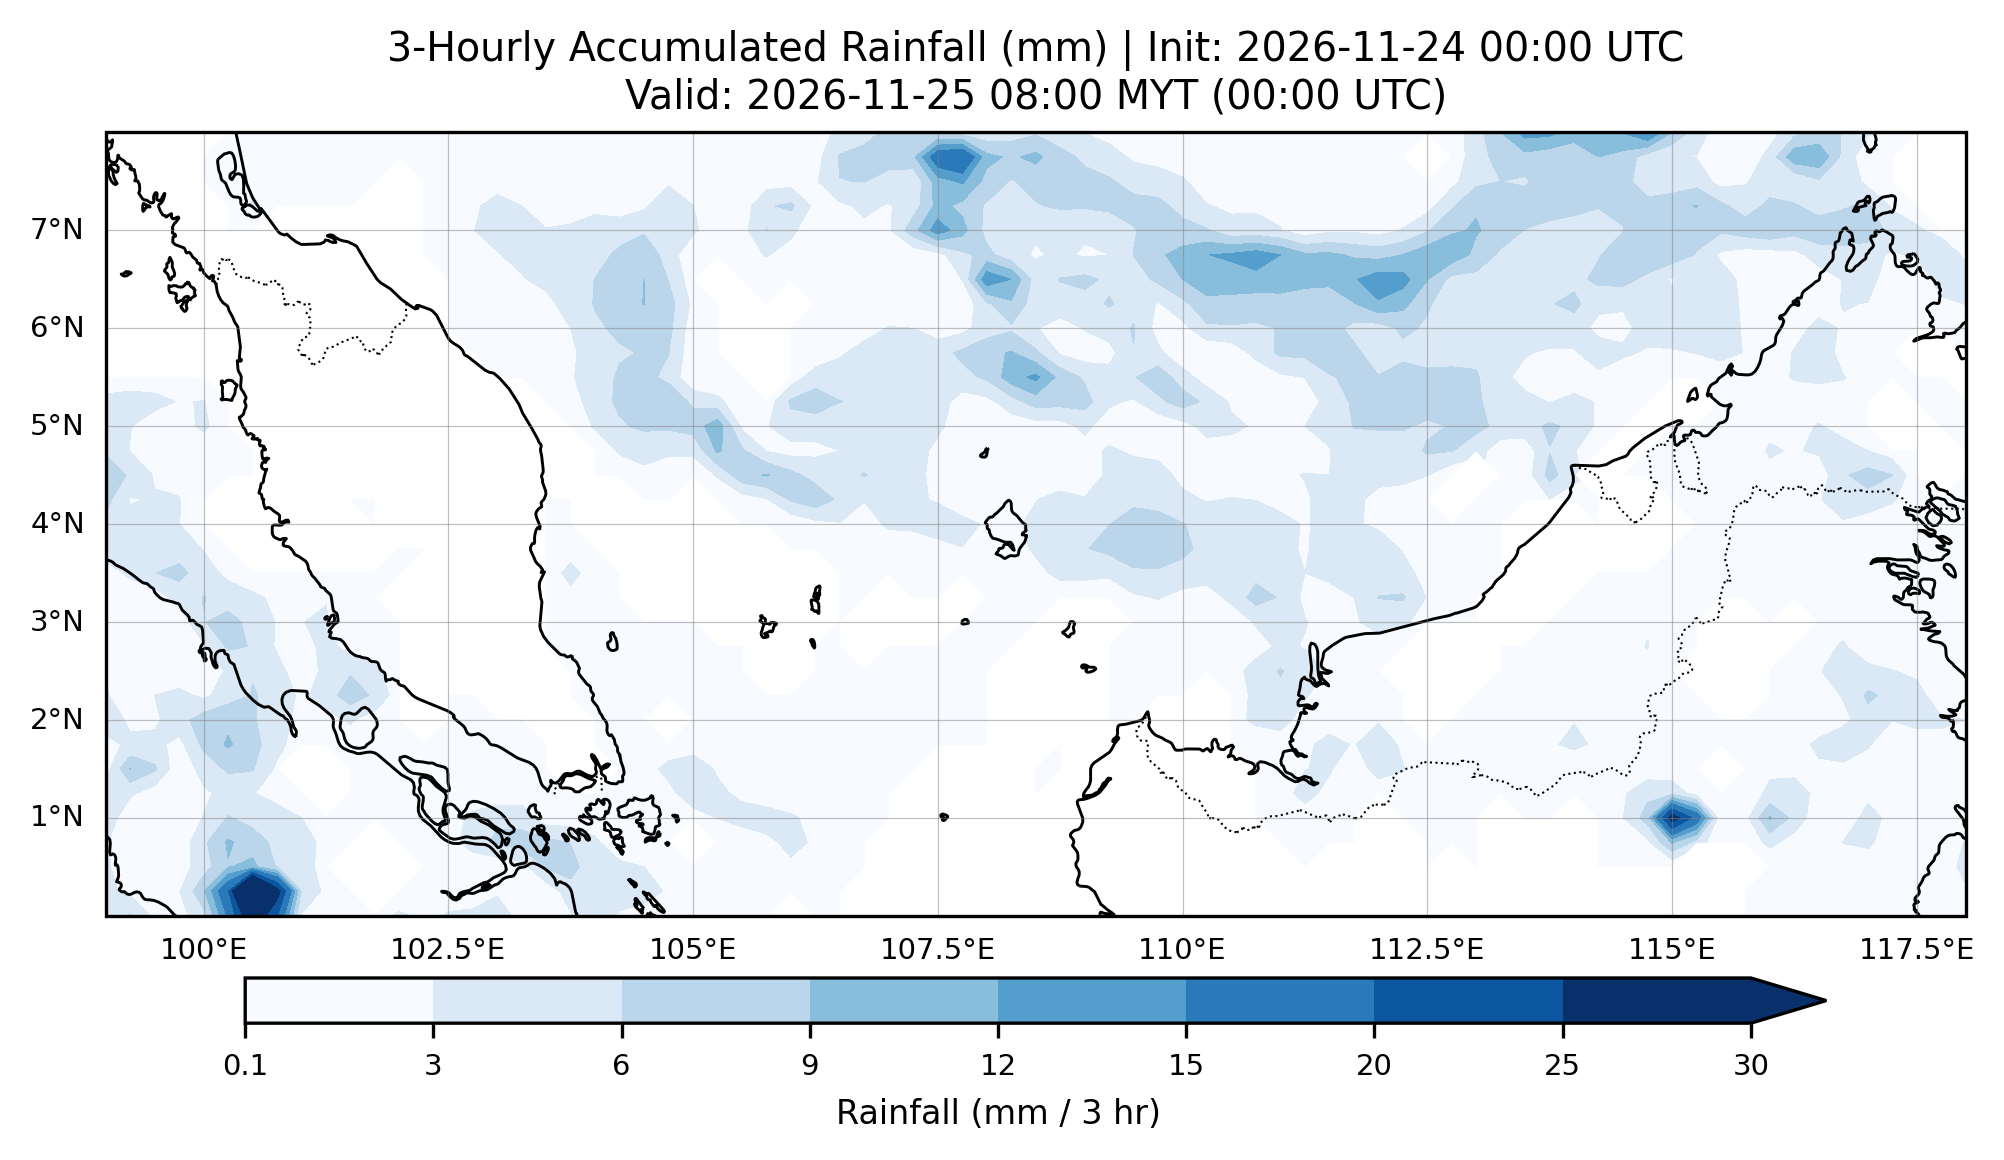 3-Hourly Accumulated Rainfall (mm) | Init: 2026-11-24 00:00 UTC
Valid: 2026-11-25 08:00 MYT (00:00 UTC)
7°N
6°N
5°N
4°N
3°N
2°N
1°N
100°E 102.5°E 105°E 107.5°E 110°E 112.5°E 115°E 117.5°E
0.1 3 6 9 12 15 20 25 30
Rainfall (mm / 3 hr)